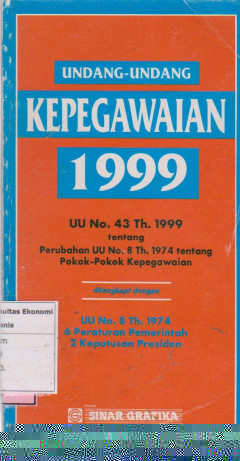 UNDANG-UNDANG
KEPEGAWAIAN
1999
UU No. 43 Th. 1999
tentang
Perubahan UU No. 8 Th. 1974 tentang
Pokok-Pokok Kepegawaian
dilengkapi dengan
UU No. 8 Th. 1974
6 Peraturan Pemerintah
2 Keputusan Presiden
Ekonomi
SINAR GRAFIKA